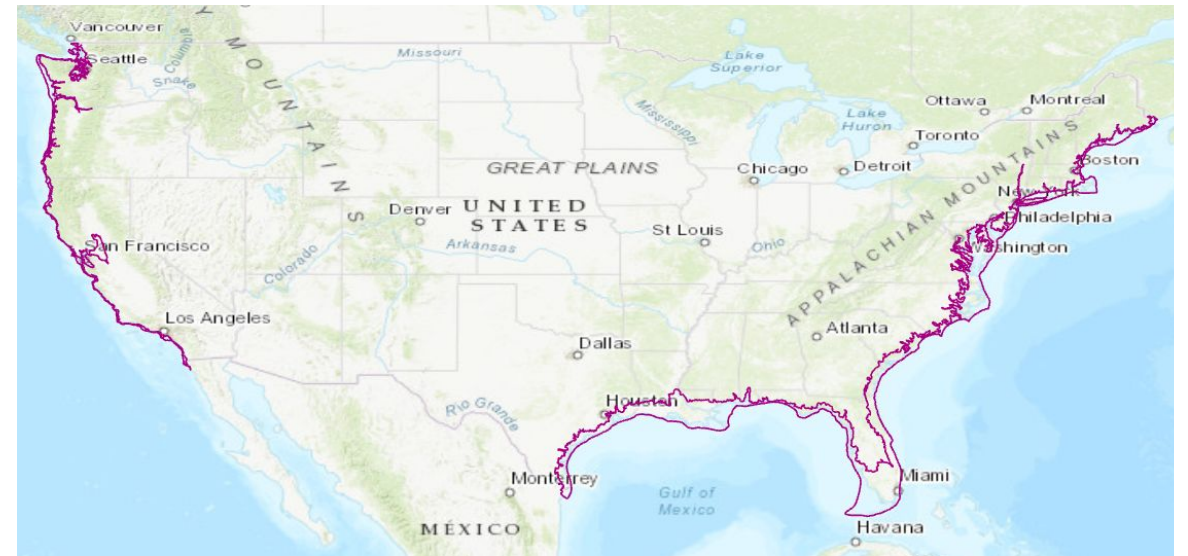 Vancouver
Seattle
Columbia
Snake
Missouri
Lake
Superior
Mississippi
Ottawa
Montreal
Lake
Huron
Toronto
Boston
Chicago
Detroit
GREAT PLAINS
Y MOUNTAINS
APPALACHIAN MOUNTAINS
New York
Philadelphia
Washington
Denver
UNITED
STATES
St Louis
Ohio
San Francisco
Colorado
Arkansas
Los Angeles
Atlanta
Dallas
Houston
Rio Grande
Monterrey
Gulf of
Mexico
Miami
MÉXICO
Havana